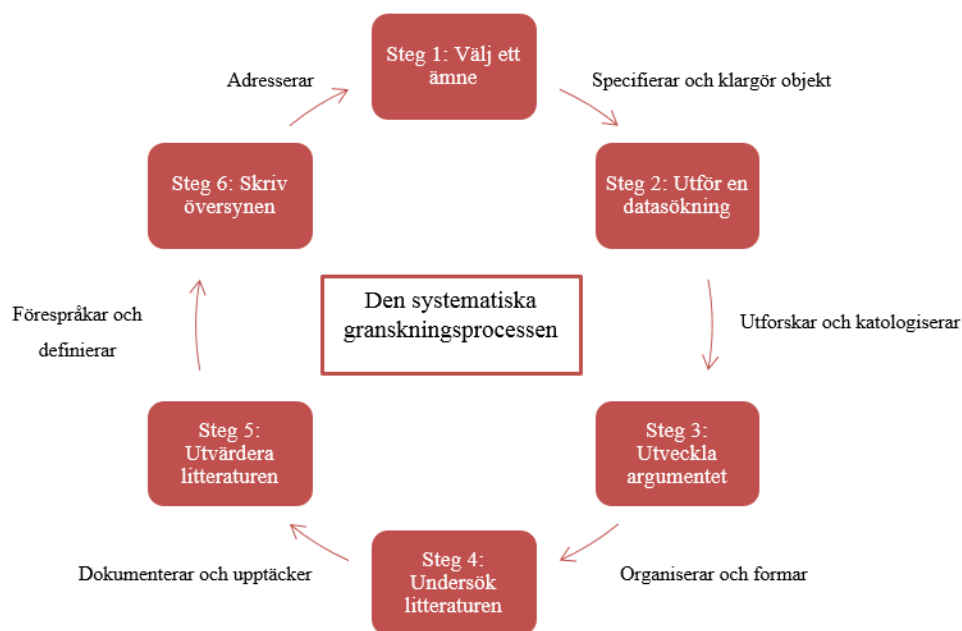 Steg 1: Välj ett
ämne
Specifierar och klargör objekt
Steg 2: Utför en
datasökning
Utforskar och katologiserar
Steg 3:
Utveckla
argumentet
Organiserar och formar
Steg 4:
Undersök
litteraturen
Dokumenterar och upptäcker
Steg 5:
Utvärdera
litteraturen
Förespråkar och
definierar
Steg 6: Skriv
översynen
Adresserar
Den systematiska
granskningsprocessen